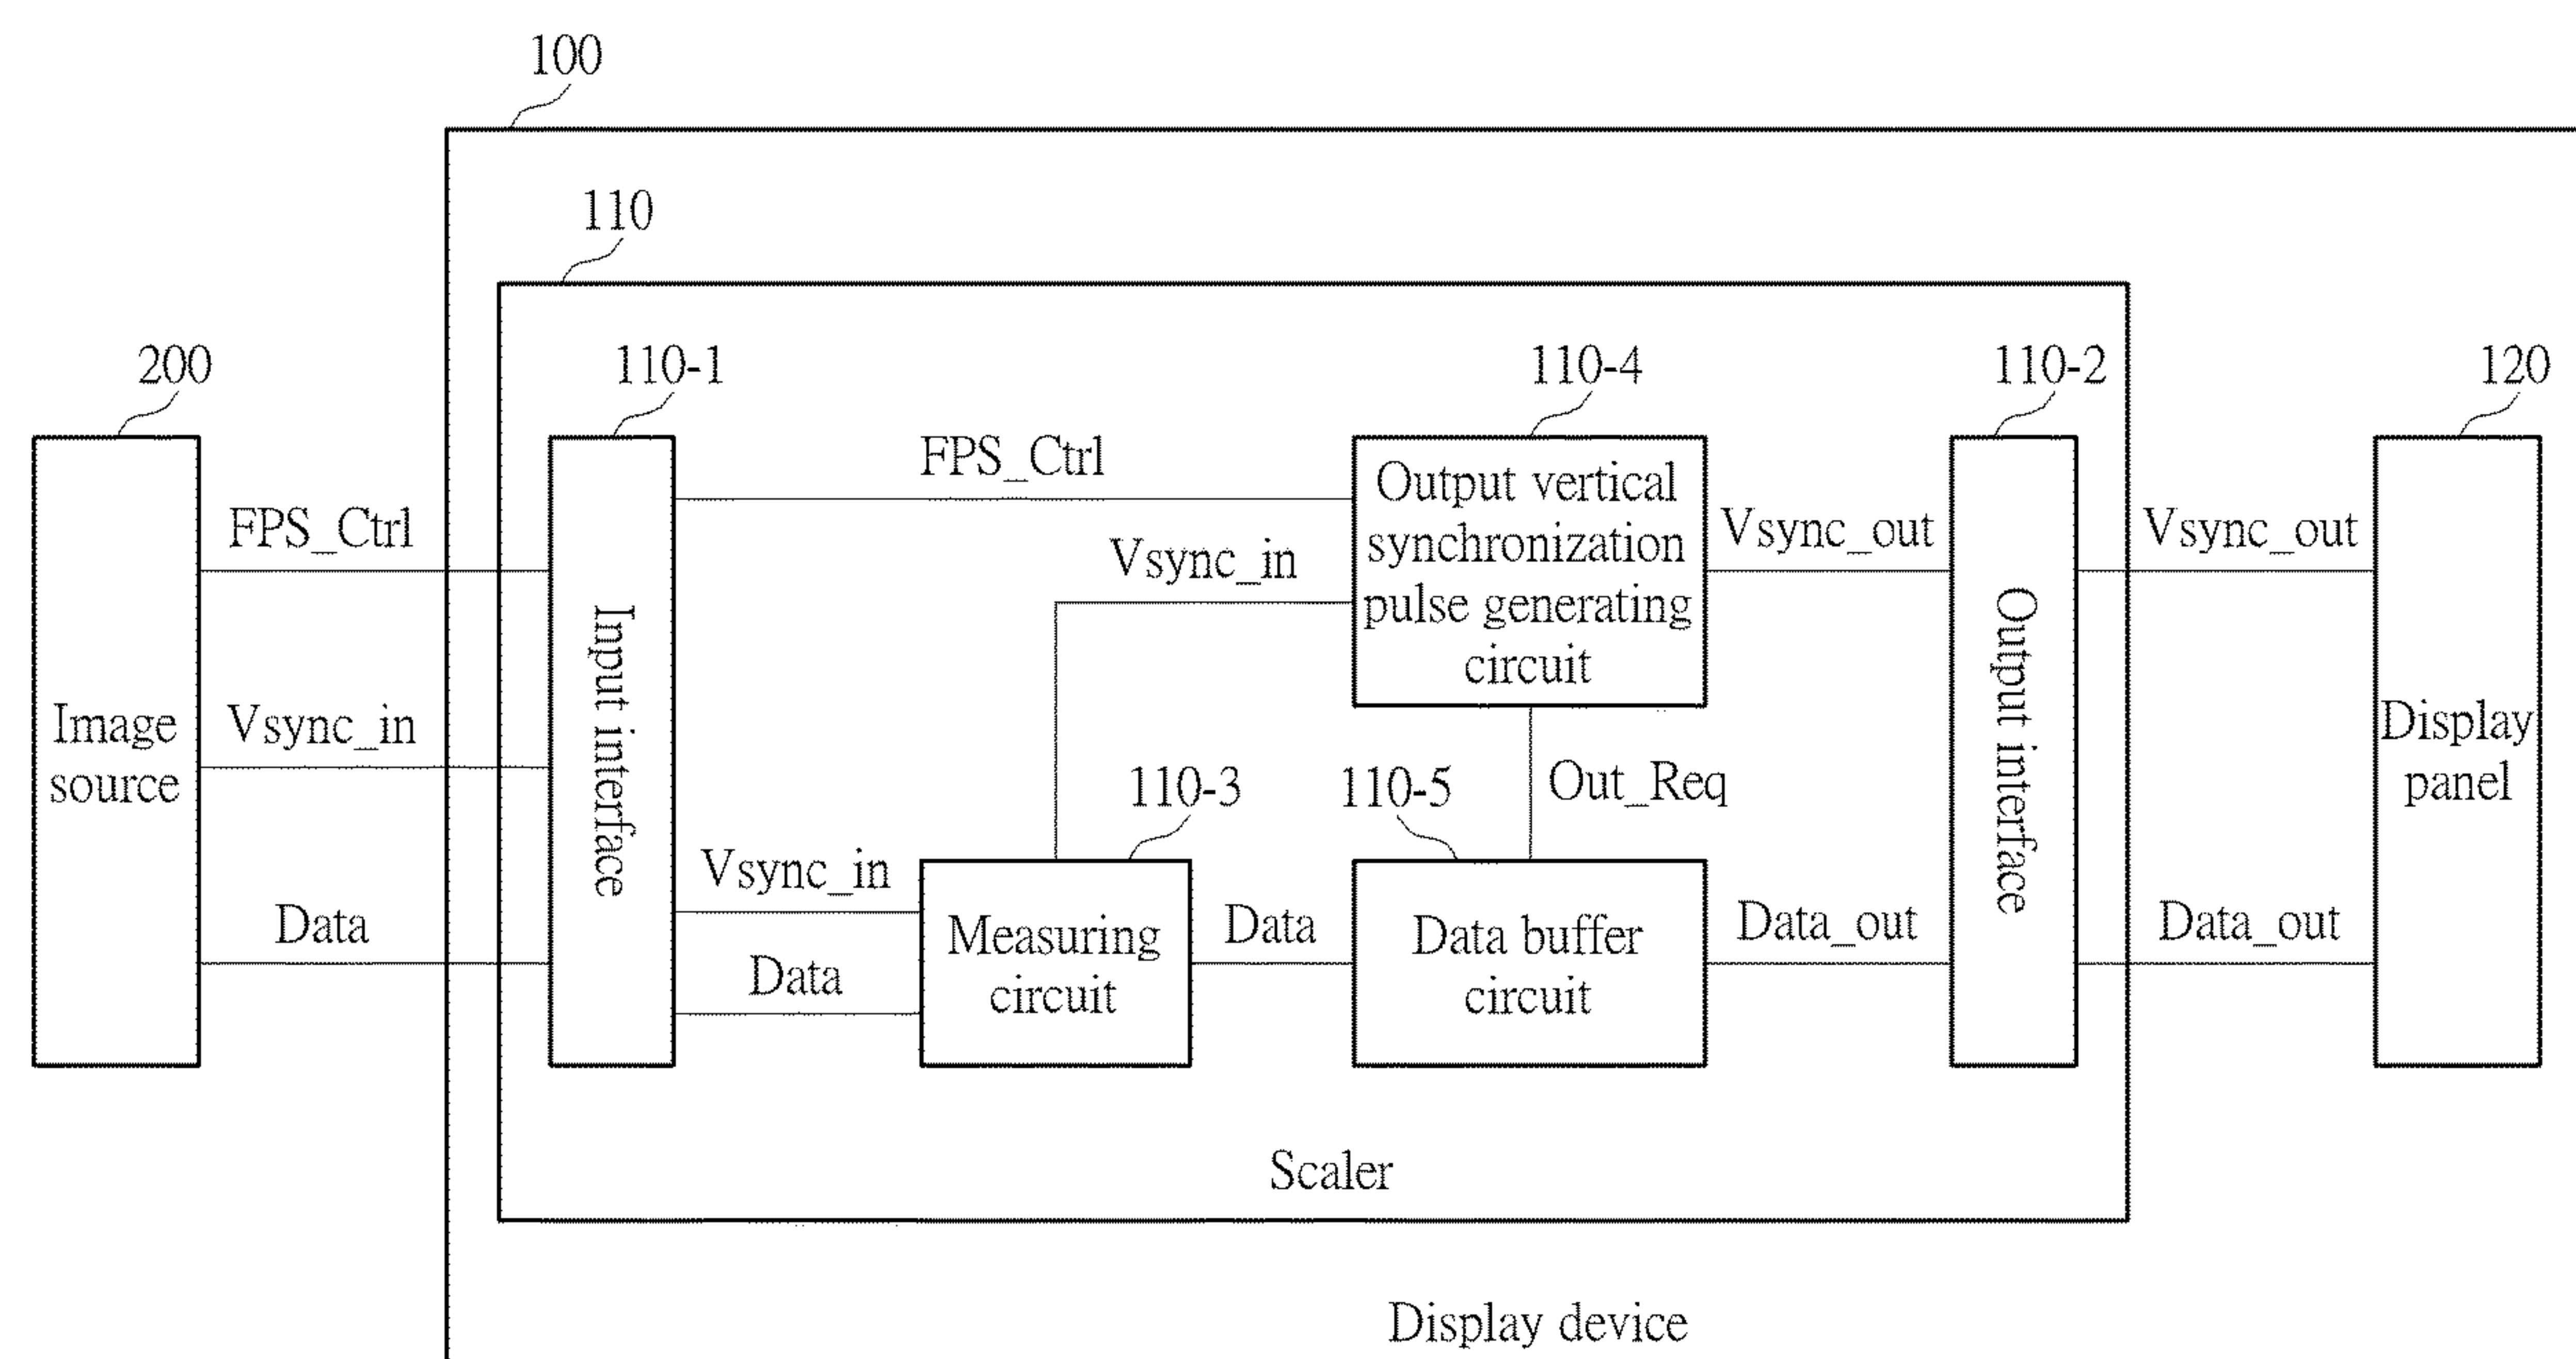 100
110
200
110-1
110-4
110-2
120
FPS_Ctrl
FPS_Ctrl
Vsync_in
Output vertical
synchronization
pulse generating
circuit
Vsync_out
Vsync_out
Image
source
Vsync_in
Input interface
Output interface
Display
panel
110-3
110-5
Out_Req
Data
Vsync_in
Data
Measuring
circuit
Data
Data buffer
circuit
Data_out
Data_out
Scaler
Display device